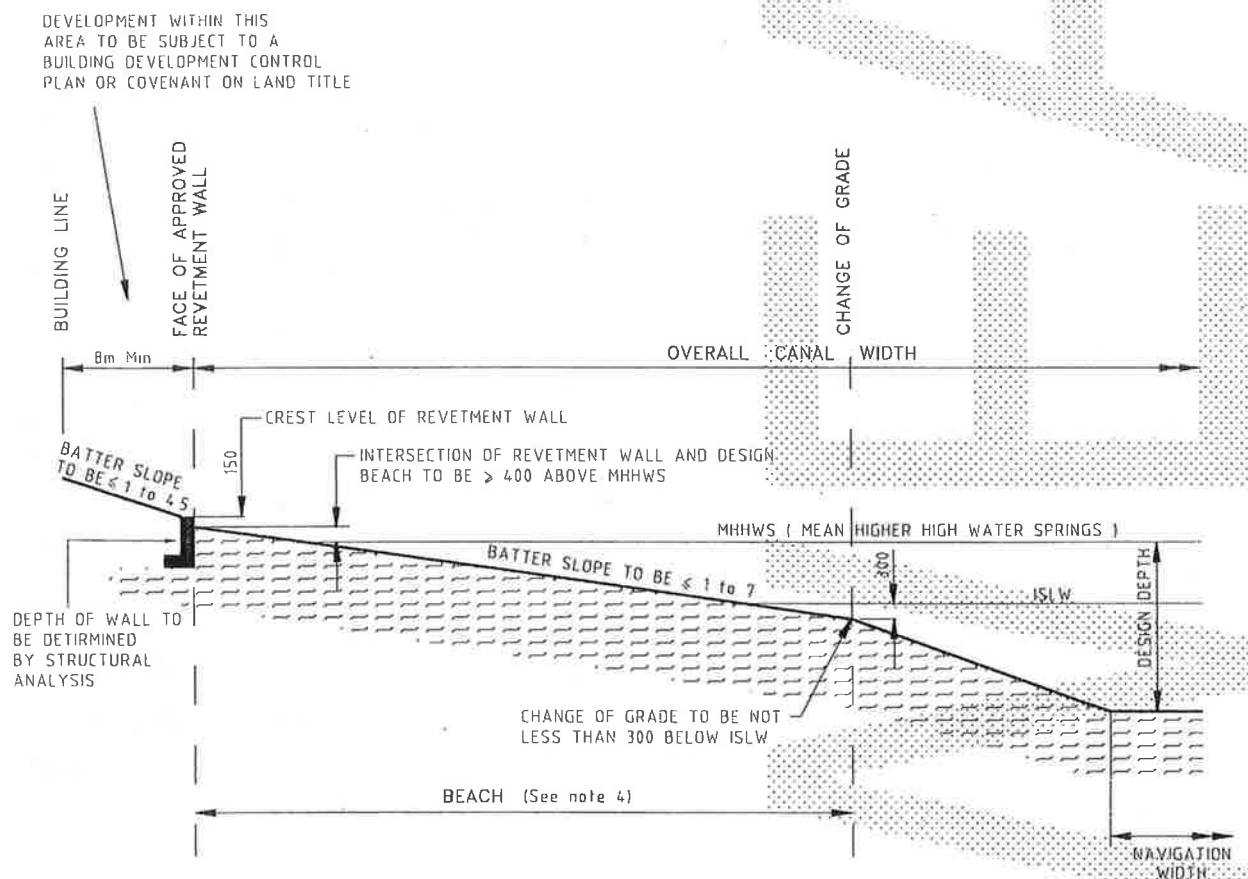 DEVELOPMENT WITHIN THIS
AREA TO BE SUBJECT TO A
BUILDING DEVELOPMENT CONTROL
PLAN OR COVENANT ON LAND TITLE
BUILDING LINE
FACE OF APPROVED
REVETMENT WALL
CHANGE OF GRADE
8m Min
OVERALL CANAL WIDTH
CREST LEVEL OF REVETMENT WALL
150
BATTER SLOPE
TO BE ≤ 1 to 4.5
INTERSECTION OF REVETMENT WALL AND DESIGN
BEACH TO BE ≥ 400 ABOVE MHHWS
MHHWS ( MEAN HIGHER HIGH WATER SPRINGS )
BATTER SLOPE TO BE ≤ 1 to 7
300
ISLW
DESIGN DEPTH
DEPTH OF WALL TO
BE DETIRMINED
BY STRUCTURAL
ANALYSIS
CHANGE OF GRADE TO BE NOT
LESS THAN 300 BELOW ISLW
BEACH (See note 4)
NAVIGATION
WIDTH